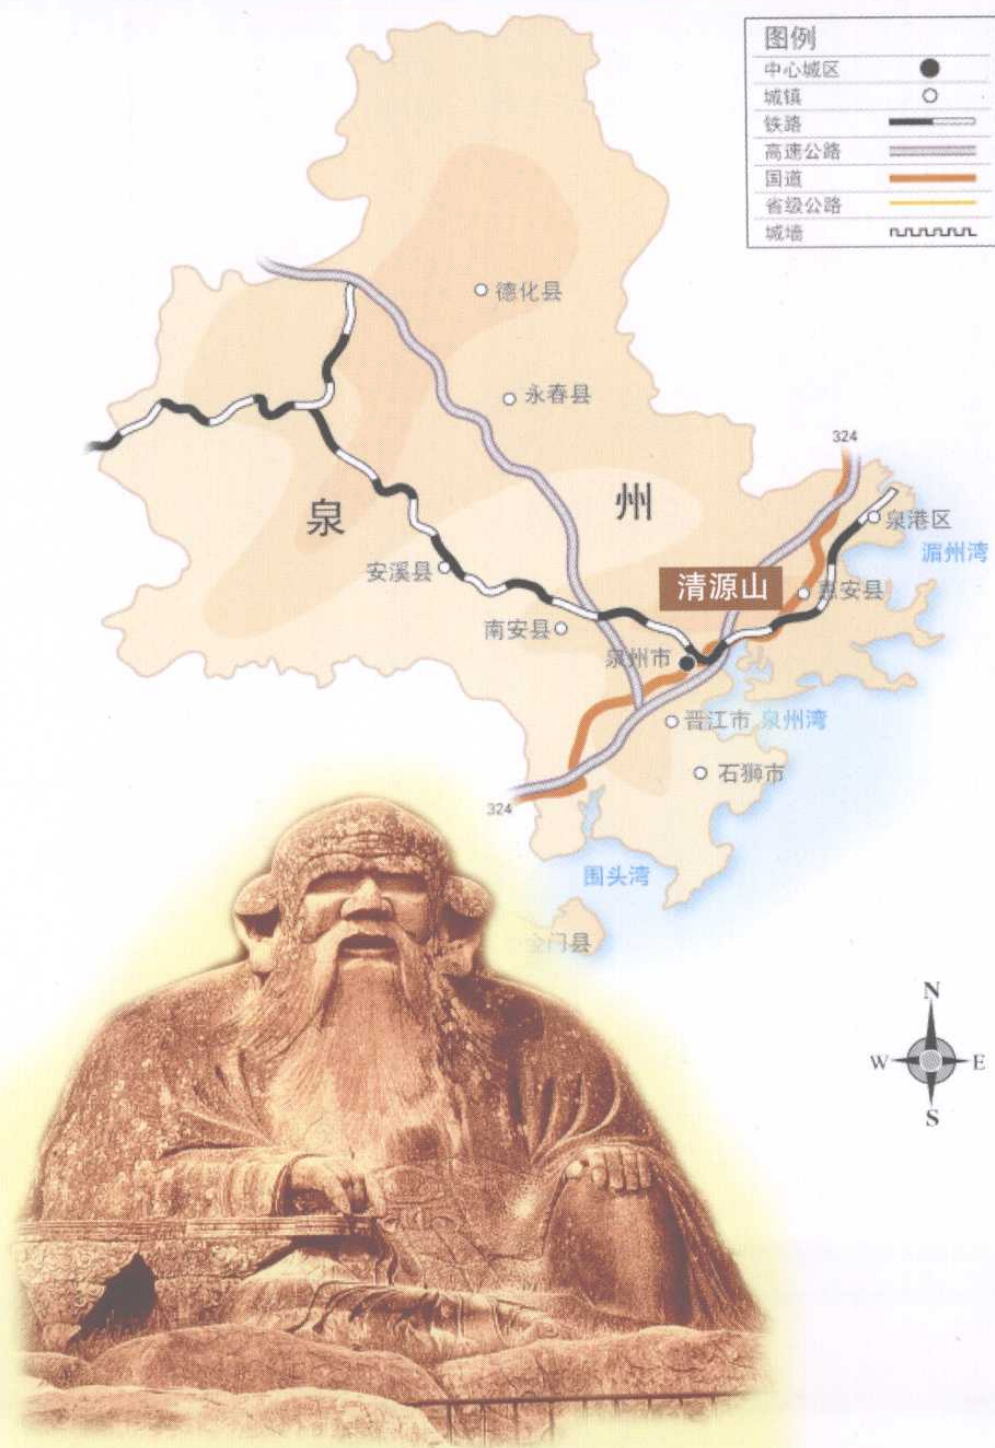 图例
中心城区
城镇
铁路
高速公路
国道
省级公路
城墙
德化县
永春县
324
泉州
泉港区
湄州湾
安溪县
清源山
惠安县
南安县
泉州市
晋江市 泉州湾
石狮市
324
围头湾
金门县
N
W E
S